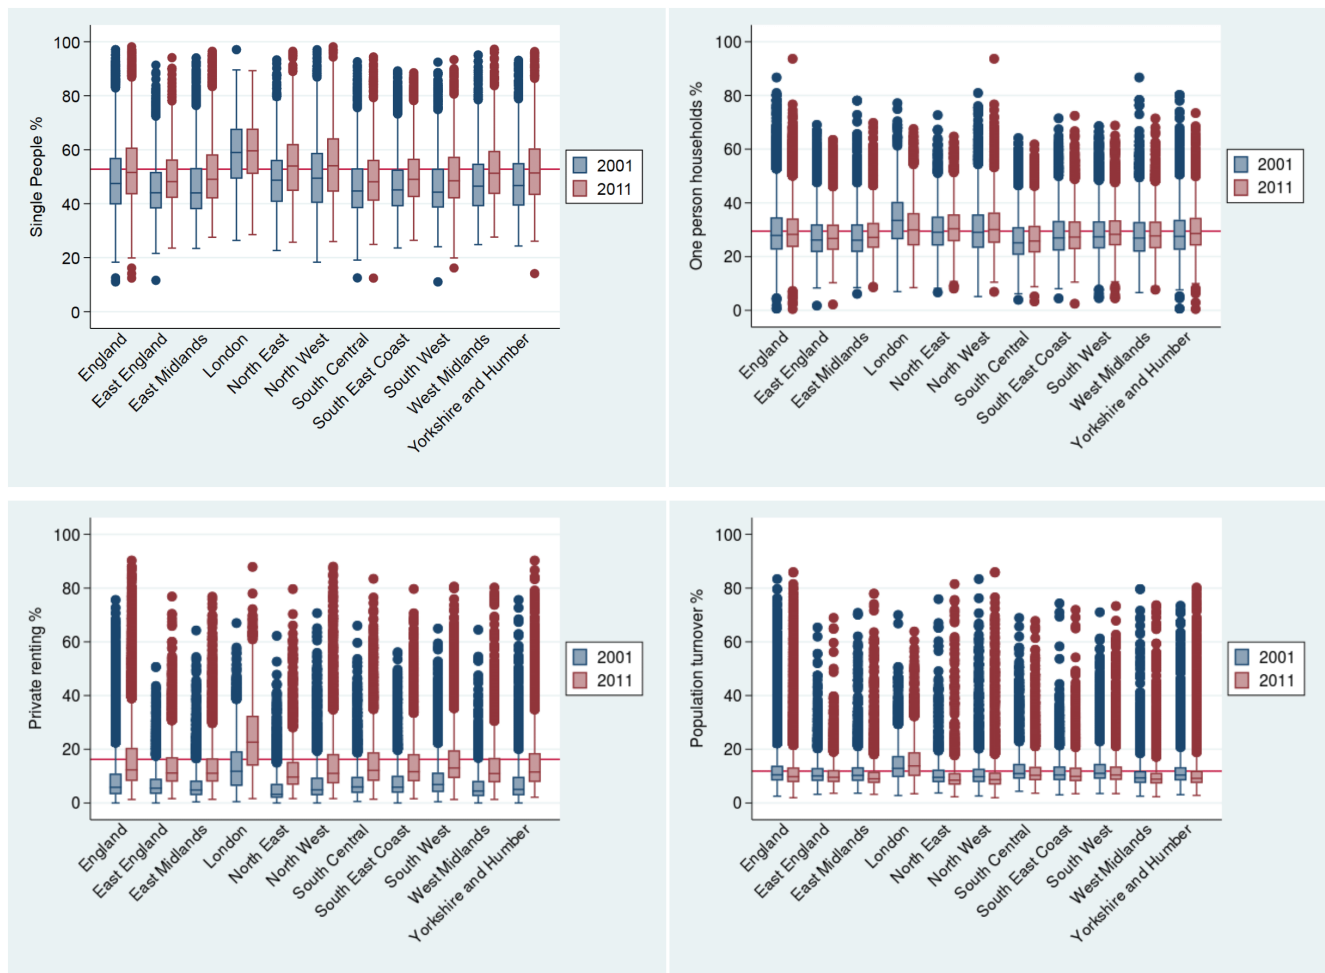 Single People %
100
80
60
40
20
0
England
East England
East Midlands
London
North East
North West
South Central
South East Coast
South West
West Midlands
Yorkshire and Humber
2001
2011
One person households %
100
80
60
40
20
0
England
East England
East Midlands
London
North East
North West
South Central
South East Coast
South West
West Midlands
Yorkshire and Humber
2001
2011
Private renting %
100
80
60
40
20
0
England
East England
East Midlands
London
North East
North West
South Central
South East Coast
South West
West Midlands
Yorkshire and Humber
2001
2011
Population turnover %
100
80
60
40
20
0
England
East England
East Midlands
London
North East
North West
South Central
South East Coast
South West
West Midlands
Yorkshire and Humber
2001
2011